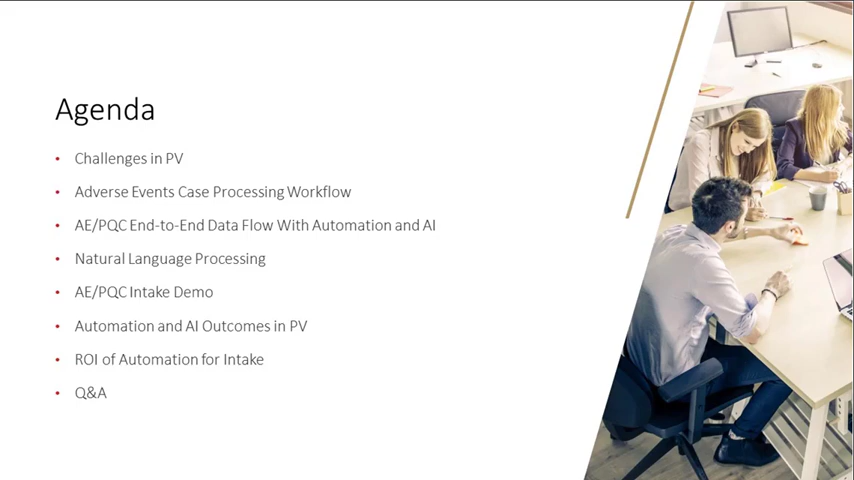 Agenda
• Challenges in PV
• Adverse Events Case Processing Workflow
• AE/PQC End-to-End Data Flow With Automation and AI
• Natural Language Processing
• AE/PQC Intake Demo
• Automation and AI Outcomes in PV
• ROI of Automation for Intake
• Q&A